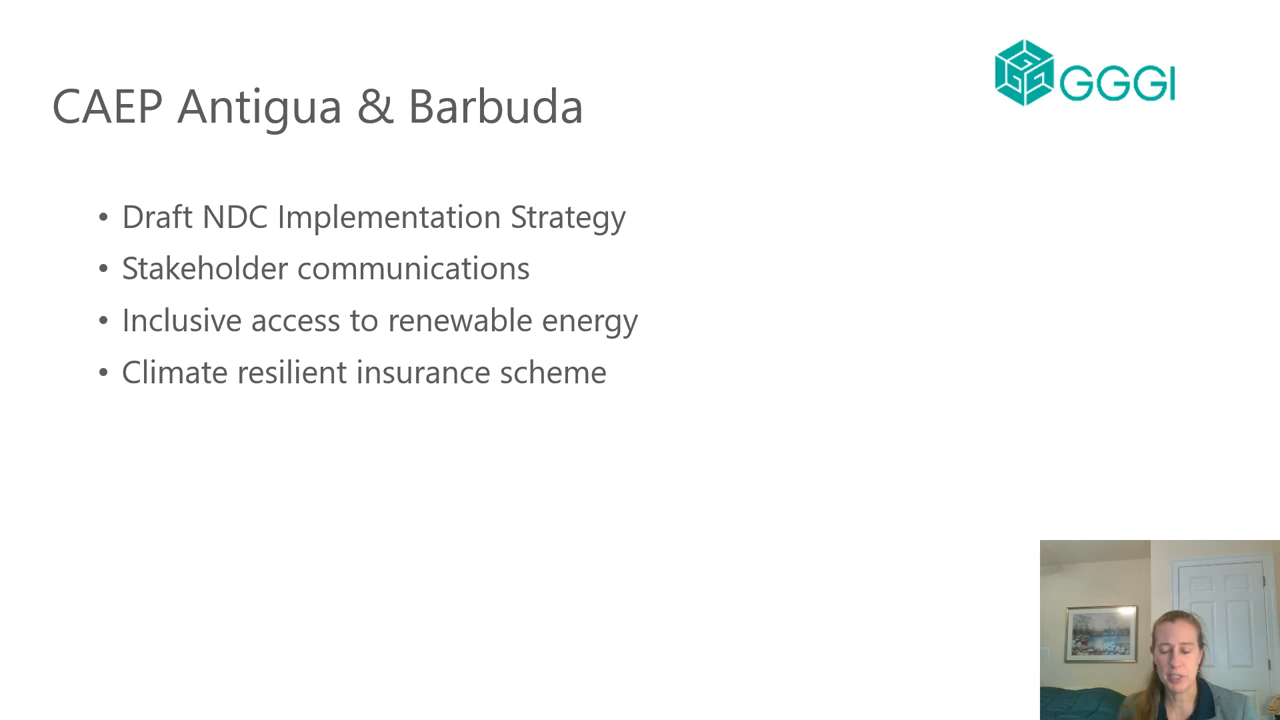 GGGI
CAEP Antigua & Barbuda
• Draft NDC Implementation Strategy
• Stakeholder communications
• Inclusive access to renewable energy
• Climate resilient insurance scheme